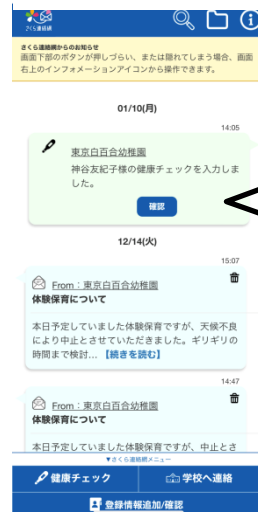 さくら連絡網
さくら連絡網からのお知らせ
画面下部のボタンが押しづらい、または隠れてしまう場合、画面
右上のインフォメーションアイコンから操作できます。
01/10(月)
14:05
東京白百合幼稚園
神谷友紀子様の健康チェックを入力しま
した。
確認
12/14(火)
15:07
From：東京白百合幼稚園
体験保育について
本日予定していました体験保育ですが、天候不良
により中止とさせていただきました。ギリギリの
時間まで検討… 【続きを読む】
14:47
From：東京白百合幼稚園
体験保育について
本日予定していました体験保育ですが、中止とさ
▼さくら連絡網メニュー
健康チェック
学校へ連絡
登録情報追加/確認